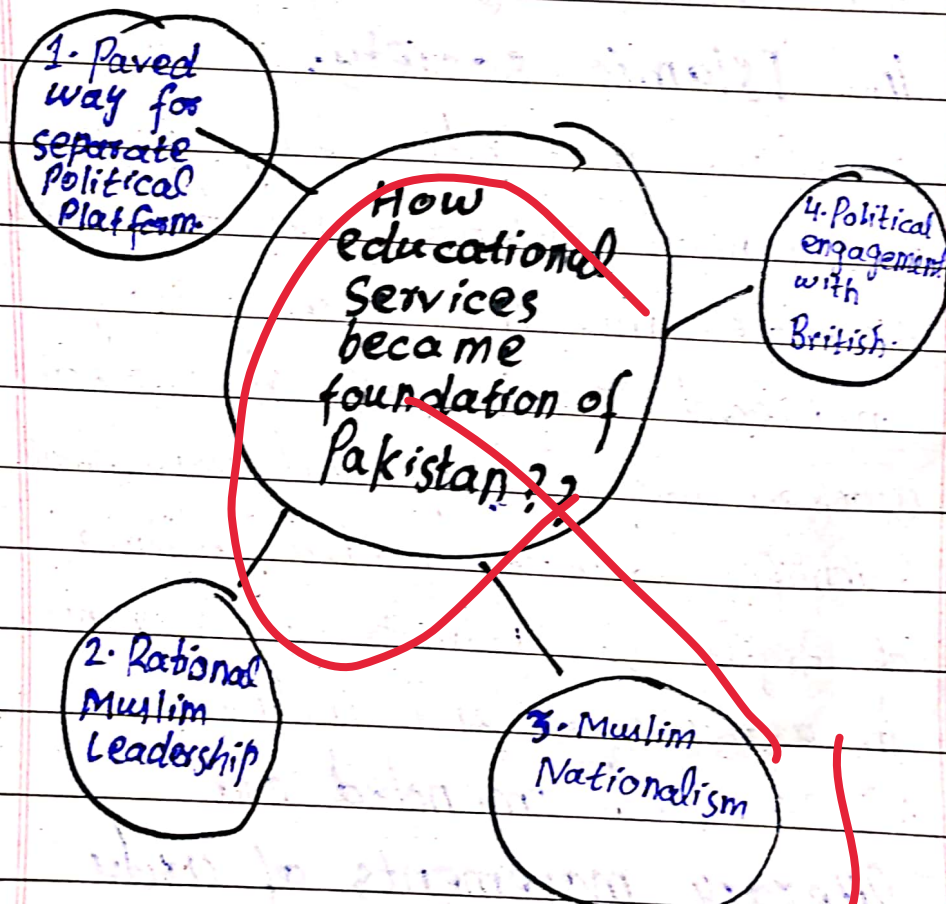 1. Paved
way for
separate
Political
Platform.
How
educational
Services
became
foundation of
Pakistan??
4. Political
engagement
with
British.
2. Rational
Muslim
Leadership
3. Muslim
Nationalism